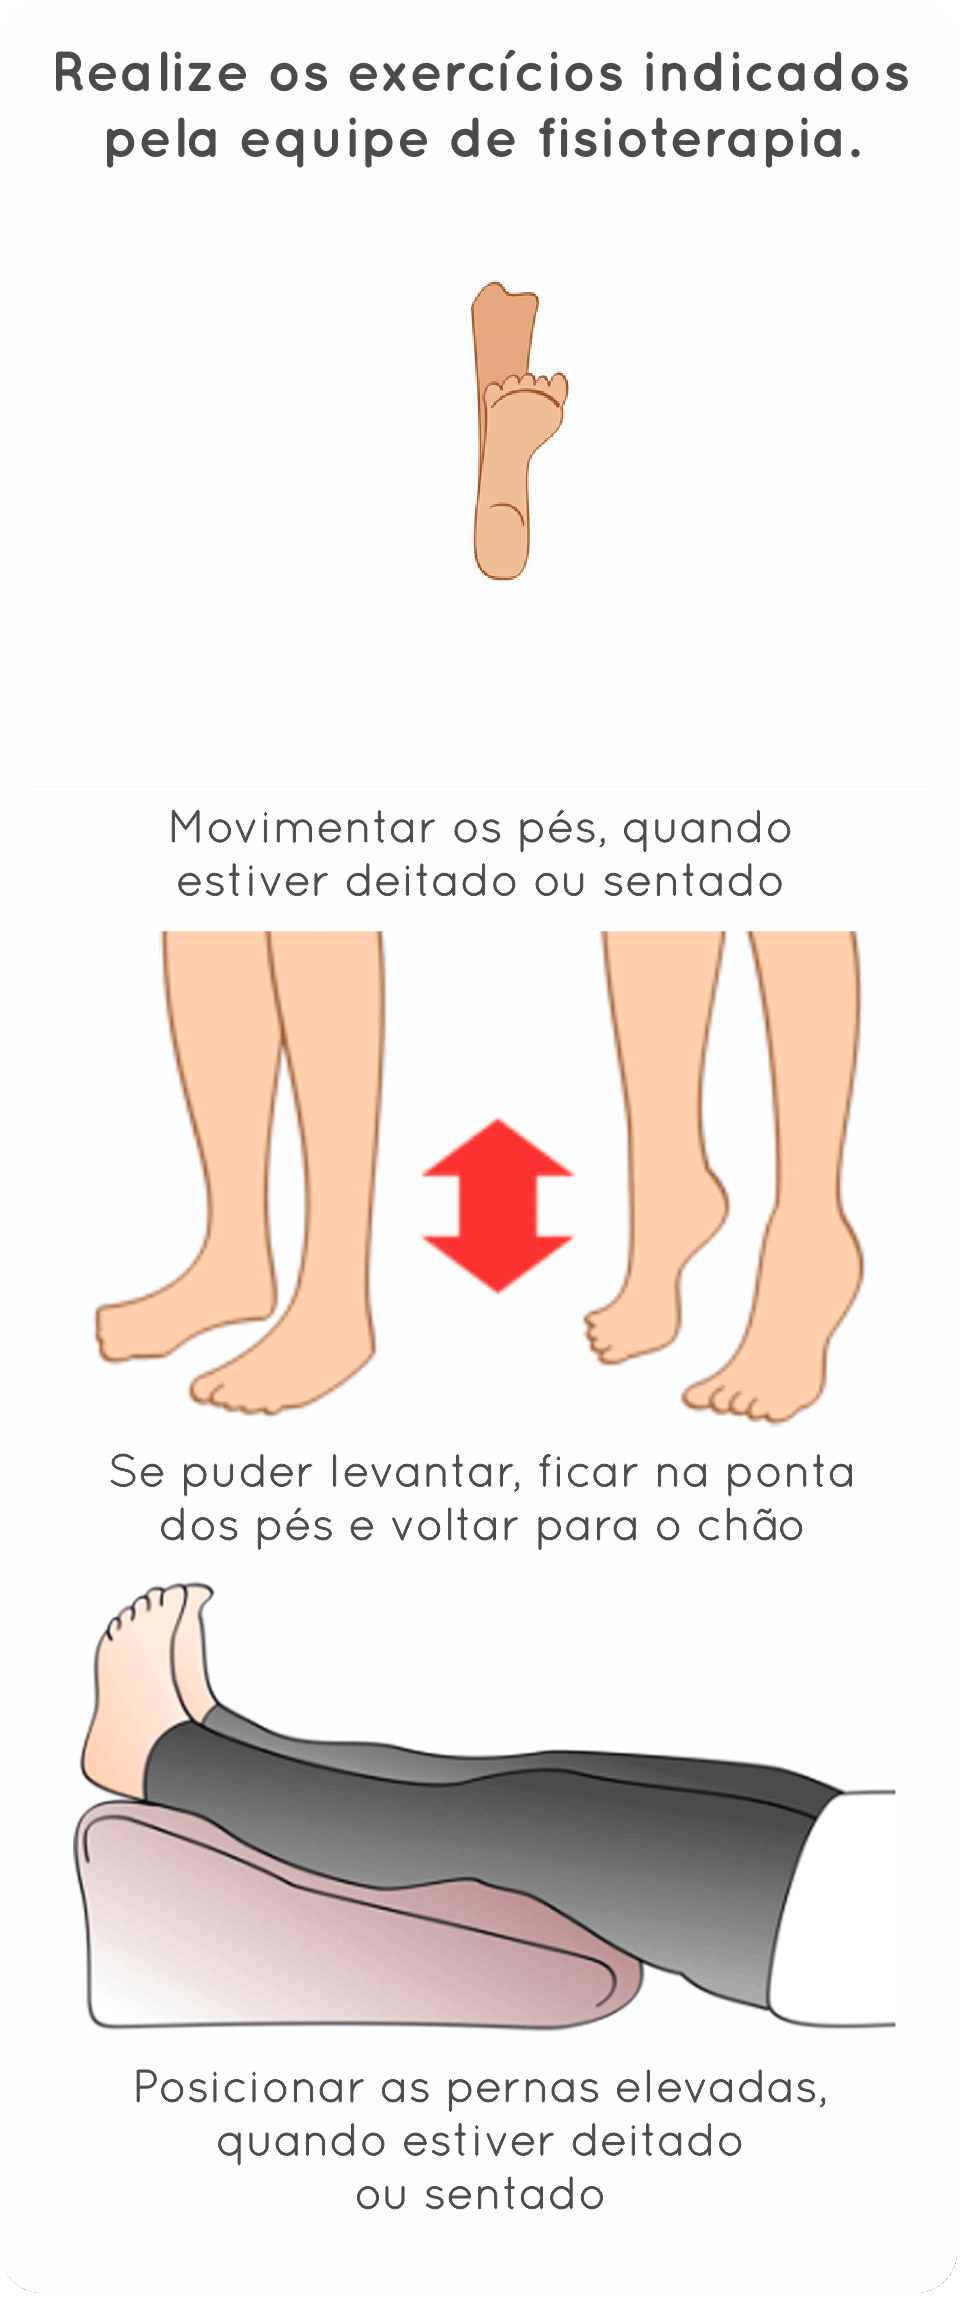 Realize os exercícios indicados
pela equipe de fisioterapia.
Movimentar os pés, quando
estiver deitado ou sentado
Se puder levantar, ficar na ponta
dos pés e voltar para o chão
Posicionar as pernas elevadas,
quando estiver deitado
ou sentado